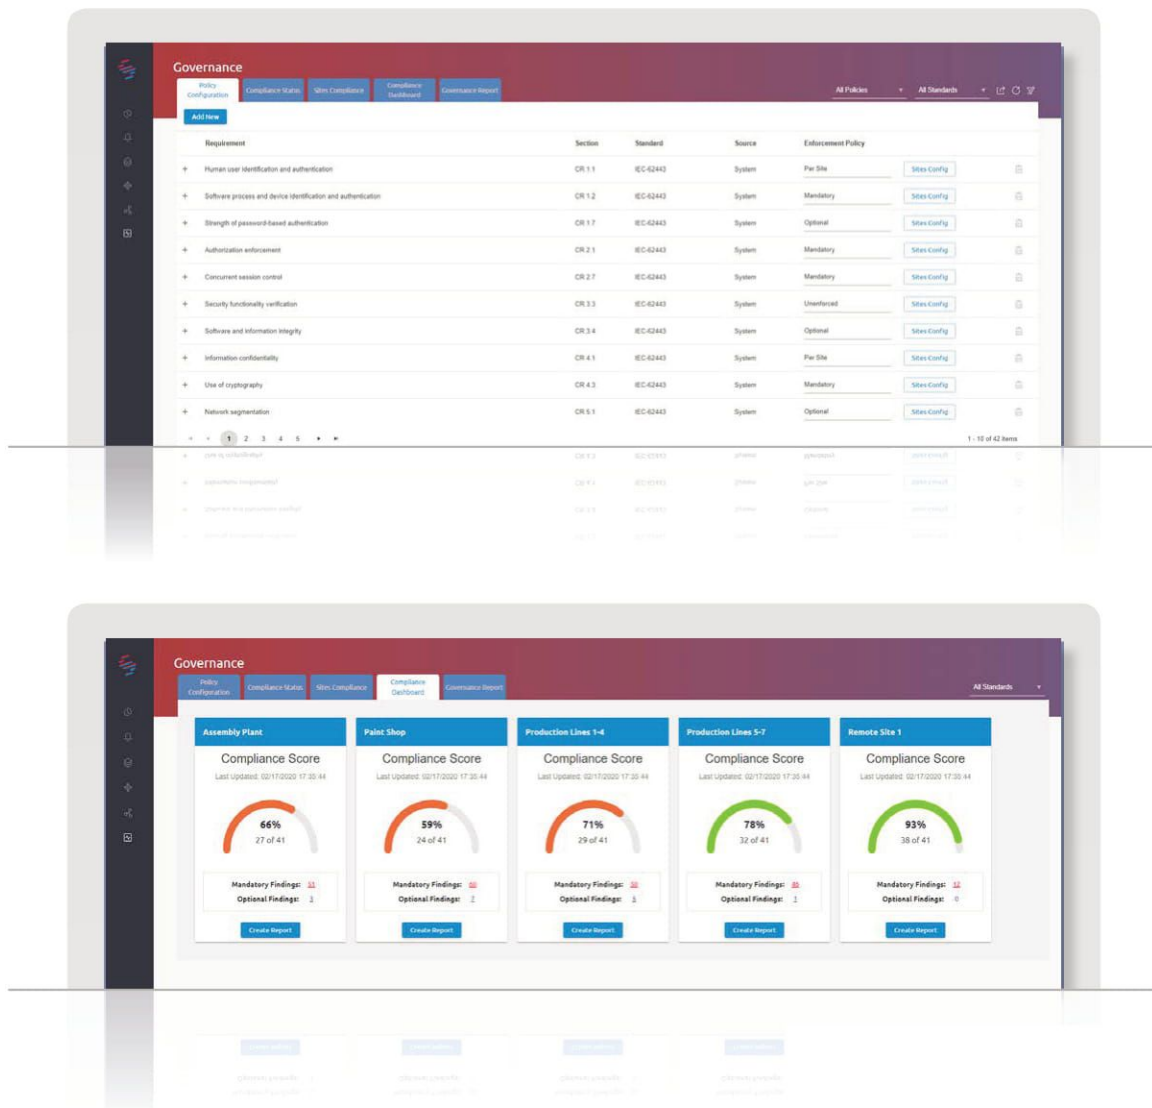 Governance
Policy Configuration Compliance Status Sites Compliance Compliance Dashboard Governance Report All Policies All Standards
Add New
Requirement Section Standard Source Enforcement Policy
+ Human user identification and authentication CR 1.1 IEC-62443 System Per Site Sites Config
+ Software process and device identification and authentication CR 1.2 IEC-62443 System Mandatory Sites Config
+ Strength of password-based authentication CR 1.7 IEC-62443 System Optional Sites Config
+ Authorization enforcement CR 2.1 IEC-62443 System Mandatory Sites Config
+ Concurrent session control CR 2.7 IEC-62443 System Mandatory Sites Config
+ Security functionality verification CR 3.3 IEC-62443 System Unenforced Sites Config
+ Software and information integrity CR 3.4 IEC-62443 System Optional Sites Config
+ Information confidentiality CR 4.1 IEC-62443 System Per Site Sites Config
+ Use of cryptography CR 4.3 IEC-62443 System Mandatory Sites Config
+ Network segmentation CR 5.1 IEC-62443 System Optional Sites Config
1 2 3 4 5 1 - 10 of 42 items
Governance
Policy Configuration Compliance Status Sites Compliance Compliance Dashboard Governance Report All Standards
Assembly Plant Paint Shop Production Lines 1-4 Production Lines 5-7 Remote Site 1
Compliance Score Compliance Score Compliance Score Compliance Score Compliance Score
Last Updated: 02/17/2020 17:35:44 Last Updated: 02/17/2020 17:35:44 Last Updated: 02/17/2020 17:35:44 Last Updated: 02/17/2020 17:35:44 Last Updated: 02/17/2020 17:35:44
66% 59% 71% 78% 93%
27 of 41 24 of 41 29 of 41 32 of 41 38 of 41
Mandatory Findings: Mandatory Findings: Mandatory Findings: Mandatory Findings: Mandatory Findings:
Optional Findings: Optional Findings: Optional Findings: Optional Findings: Optional Findings: 0
Create Report Create Report Create Report Create Report Create Report